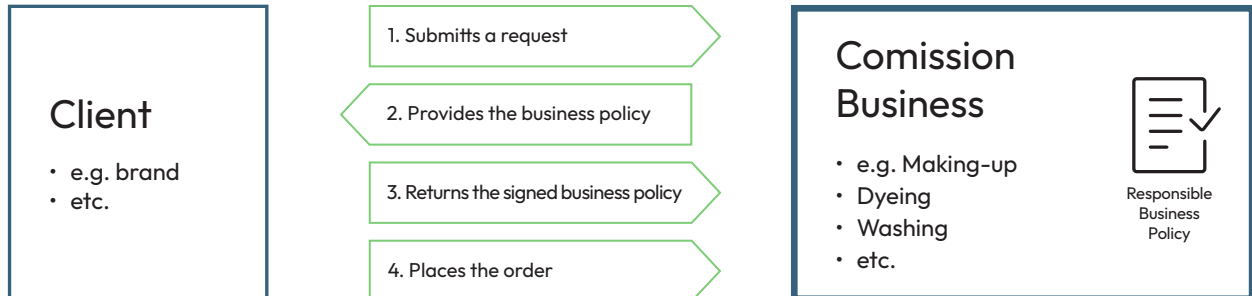 Client
• e.g. brand
• etc.
1. Submitts a request
2. Provides the business policy
3. Returns the signed business policy
4. Places the order
Comission
Business
• e.g. Making-up
• Dyeing
• Washing
• etc.
Responsible
Business
Policy